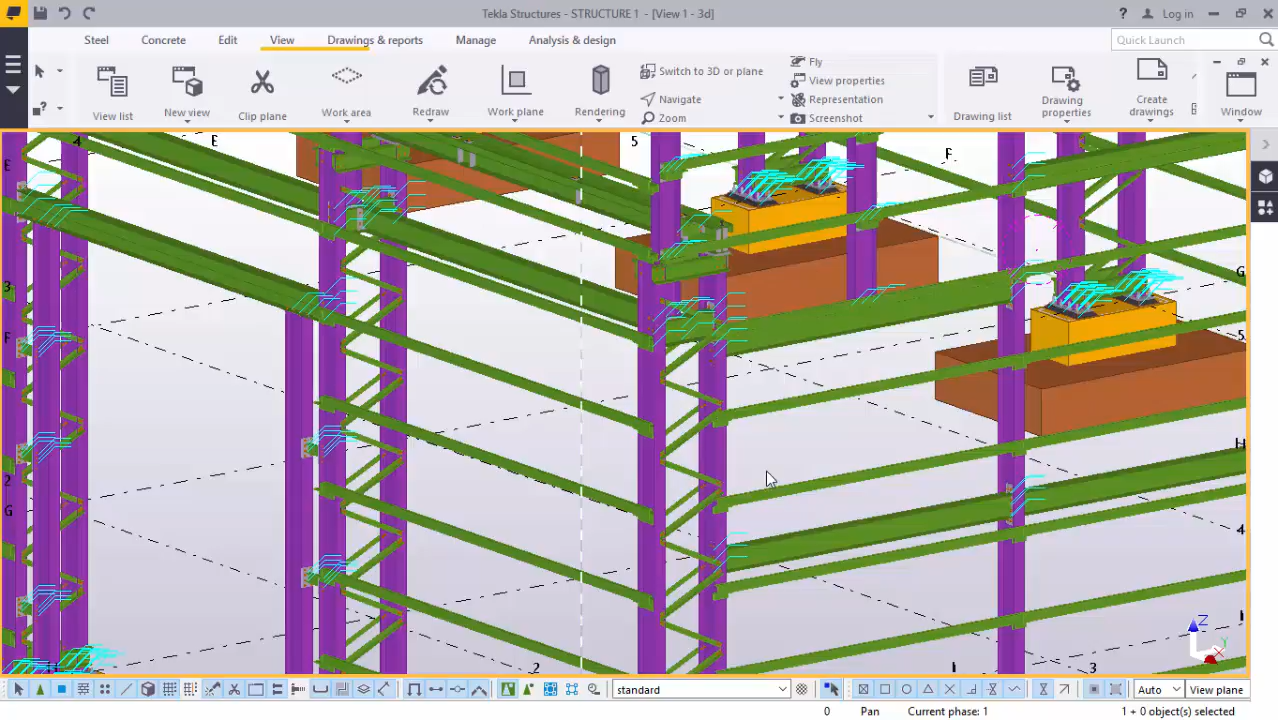 Tekla Structures - STRUCTURE 1 - [View 1 - 3d]
? Log in
Steel Concrete Edit View Drawings & reports Manage Analysis & design
Quick Launch
Fly
Switch to 3D or plane
View properties
Navigate
Representation
Zoom
Screenshot
View list New view Clip plane Work area Redraw Work plane Rendering
Drawing list
Drawing properties
Create drawings
Window
4 E 5 F
E
3
F
2
G
G
5
H
4
I
2 I 3
Z
Y
standard
Auto
View plane
0 Pan Current phase: 1 1 + 0 object(s) selected